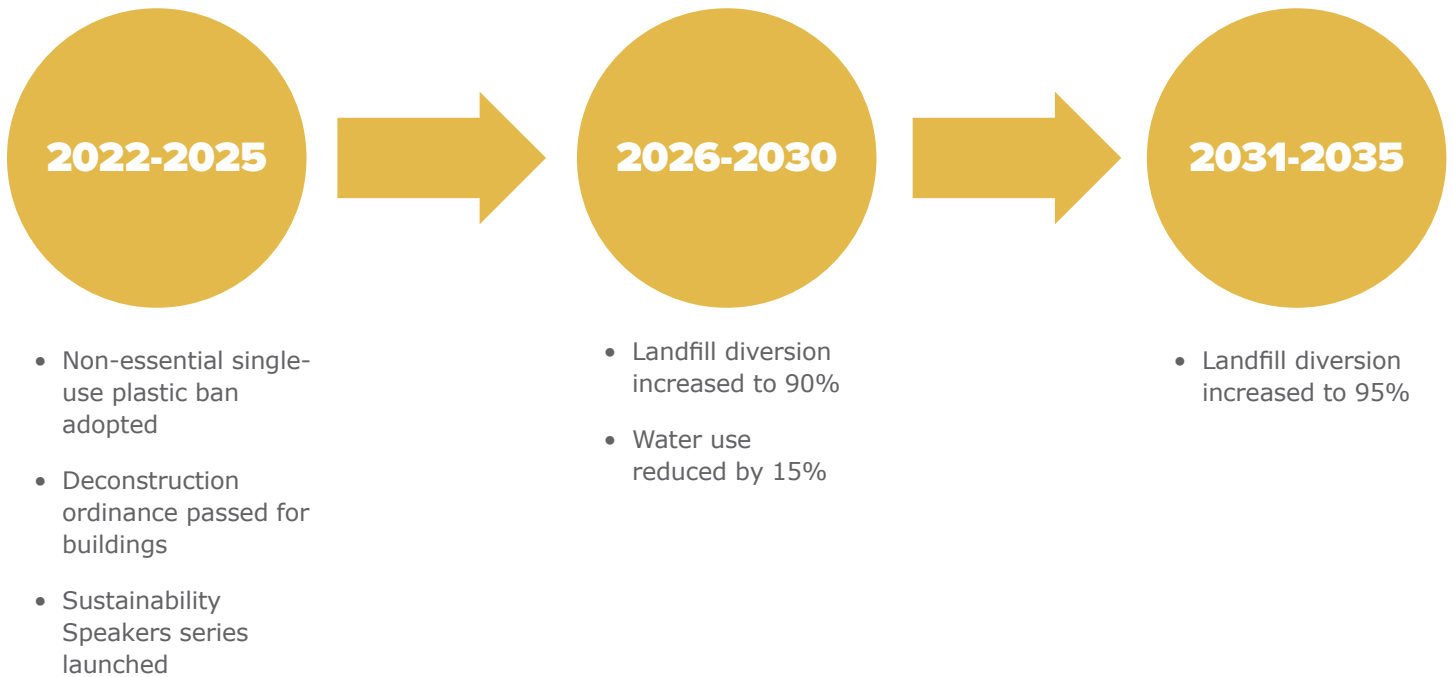 2022-2025
2026-2030
2031-2035
• Non-essential single-
use plastic ban
adopted
• Deconstruction
ordinance passed for
buildings
• Sustainability
Speakers series
launched
• Landfill diversion
increased to 90%
• Water use
reduced by 15%
• Landfill diversion
increased to 95%